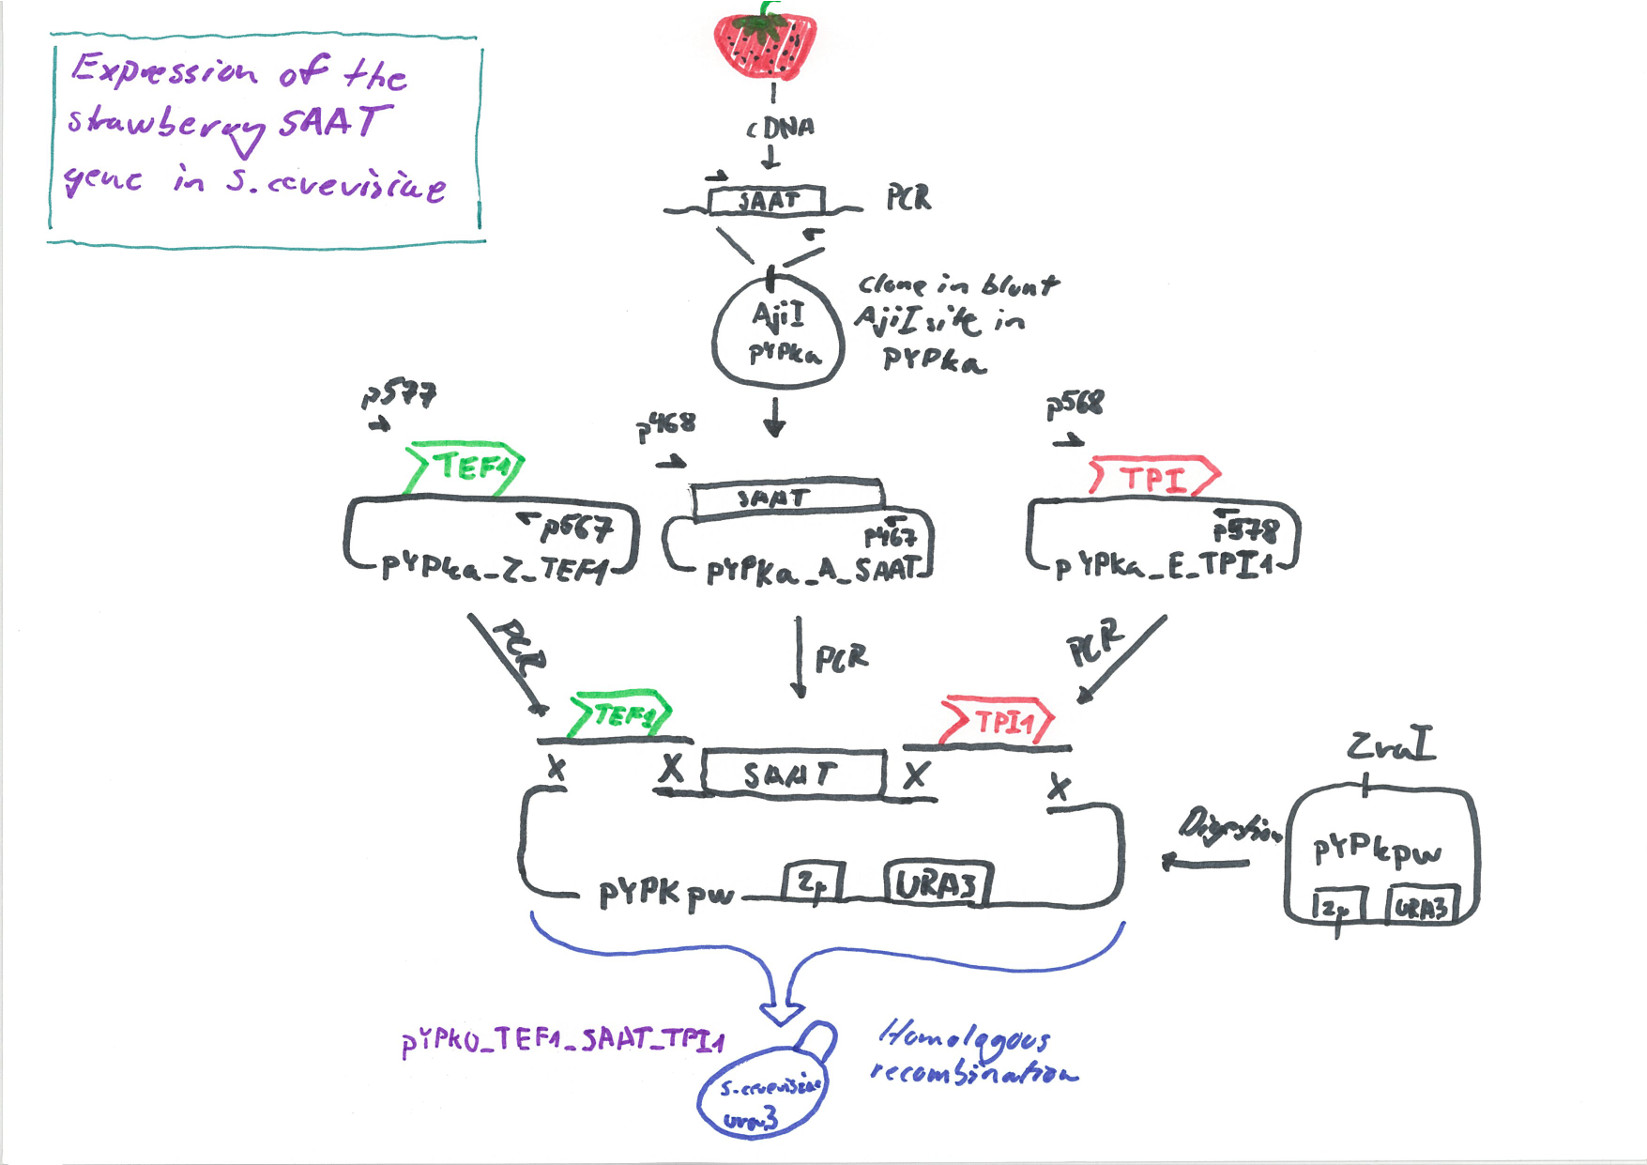 Expression of the
strawberry SAAT
gene in S. cerevisiae
cDNA
SAAT
PCR
AjiI
pYPka
clone in blunt
AjiI site in
pYPka
p577
TEF1
p567
pYPka_Z_TEF1
p468
SAAT
p467
pYPka_A_SAAT
p568
TPI
p578
pYPka_E_TPI1
PCR
PCR
PCR
TEF1
TPI1
X
X
SAAT
X
X
pYPKpw
2µ
URA3
Digestion
ZraI
pYPkpw
2µ
URA3
pYPK0_TEF1_SAAT_TPI1
Homologous
recombination
S. cerevisiae
ura3